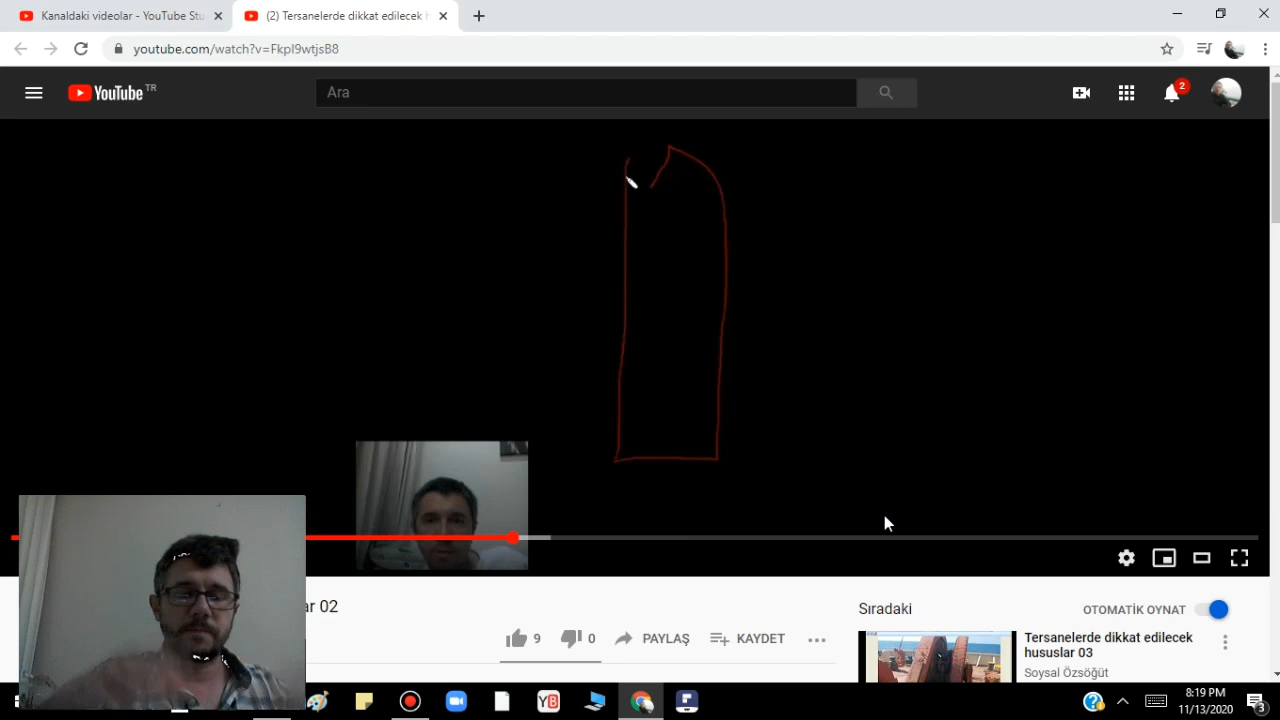 Kanaldaki videolar - YouTube Stu
(2) Tersanelerde dikkat edilecek h
youtube.com/watch?v=FkpI9wtjsB8
YouTube TR
Ara
2
ar 02
9
0
PAYLAŞ
KAYDET
Sıradaki
OTOMATİK OYNAT
Tersanelerde dikkat edilecek
hususlar 03
Soysal Özsöğüt
YB
8:19 PM
11/13/2020
3